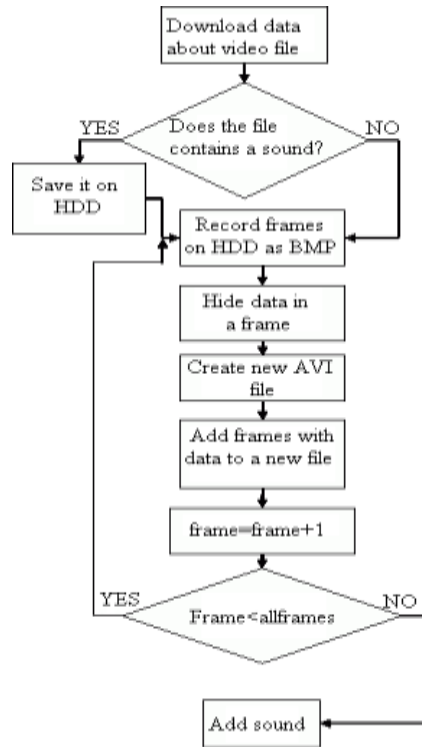 Download data
about video file
YES
Does the file
contains a sound?
NO
Save it on
HDD
Record frames
on HDD as BMP
Hide data in
a frame
Create new AVI
file
Add frames with
data to a new file
frame=frame+1
YES
Frame<allframes
NO
Add sound